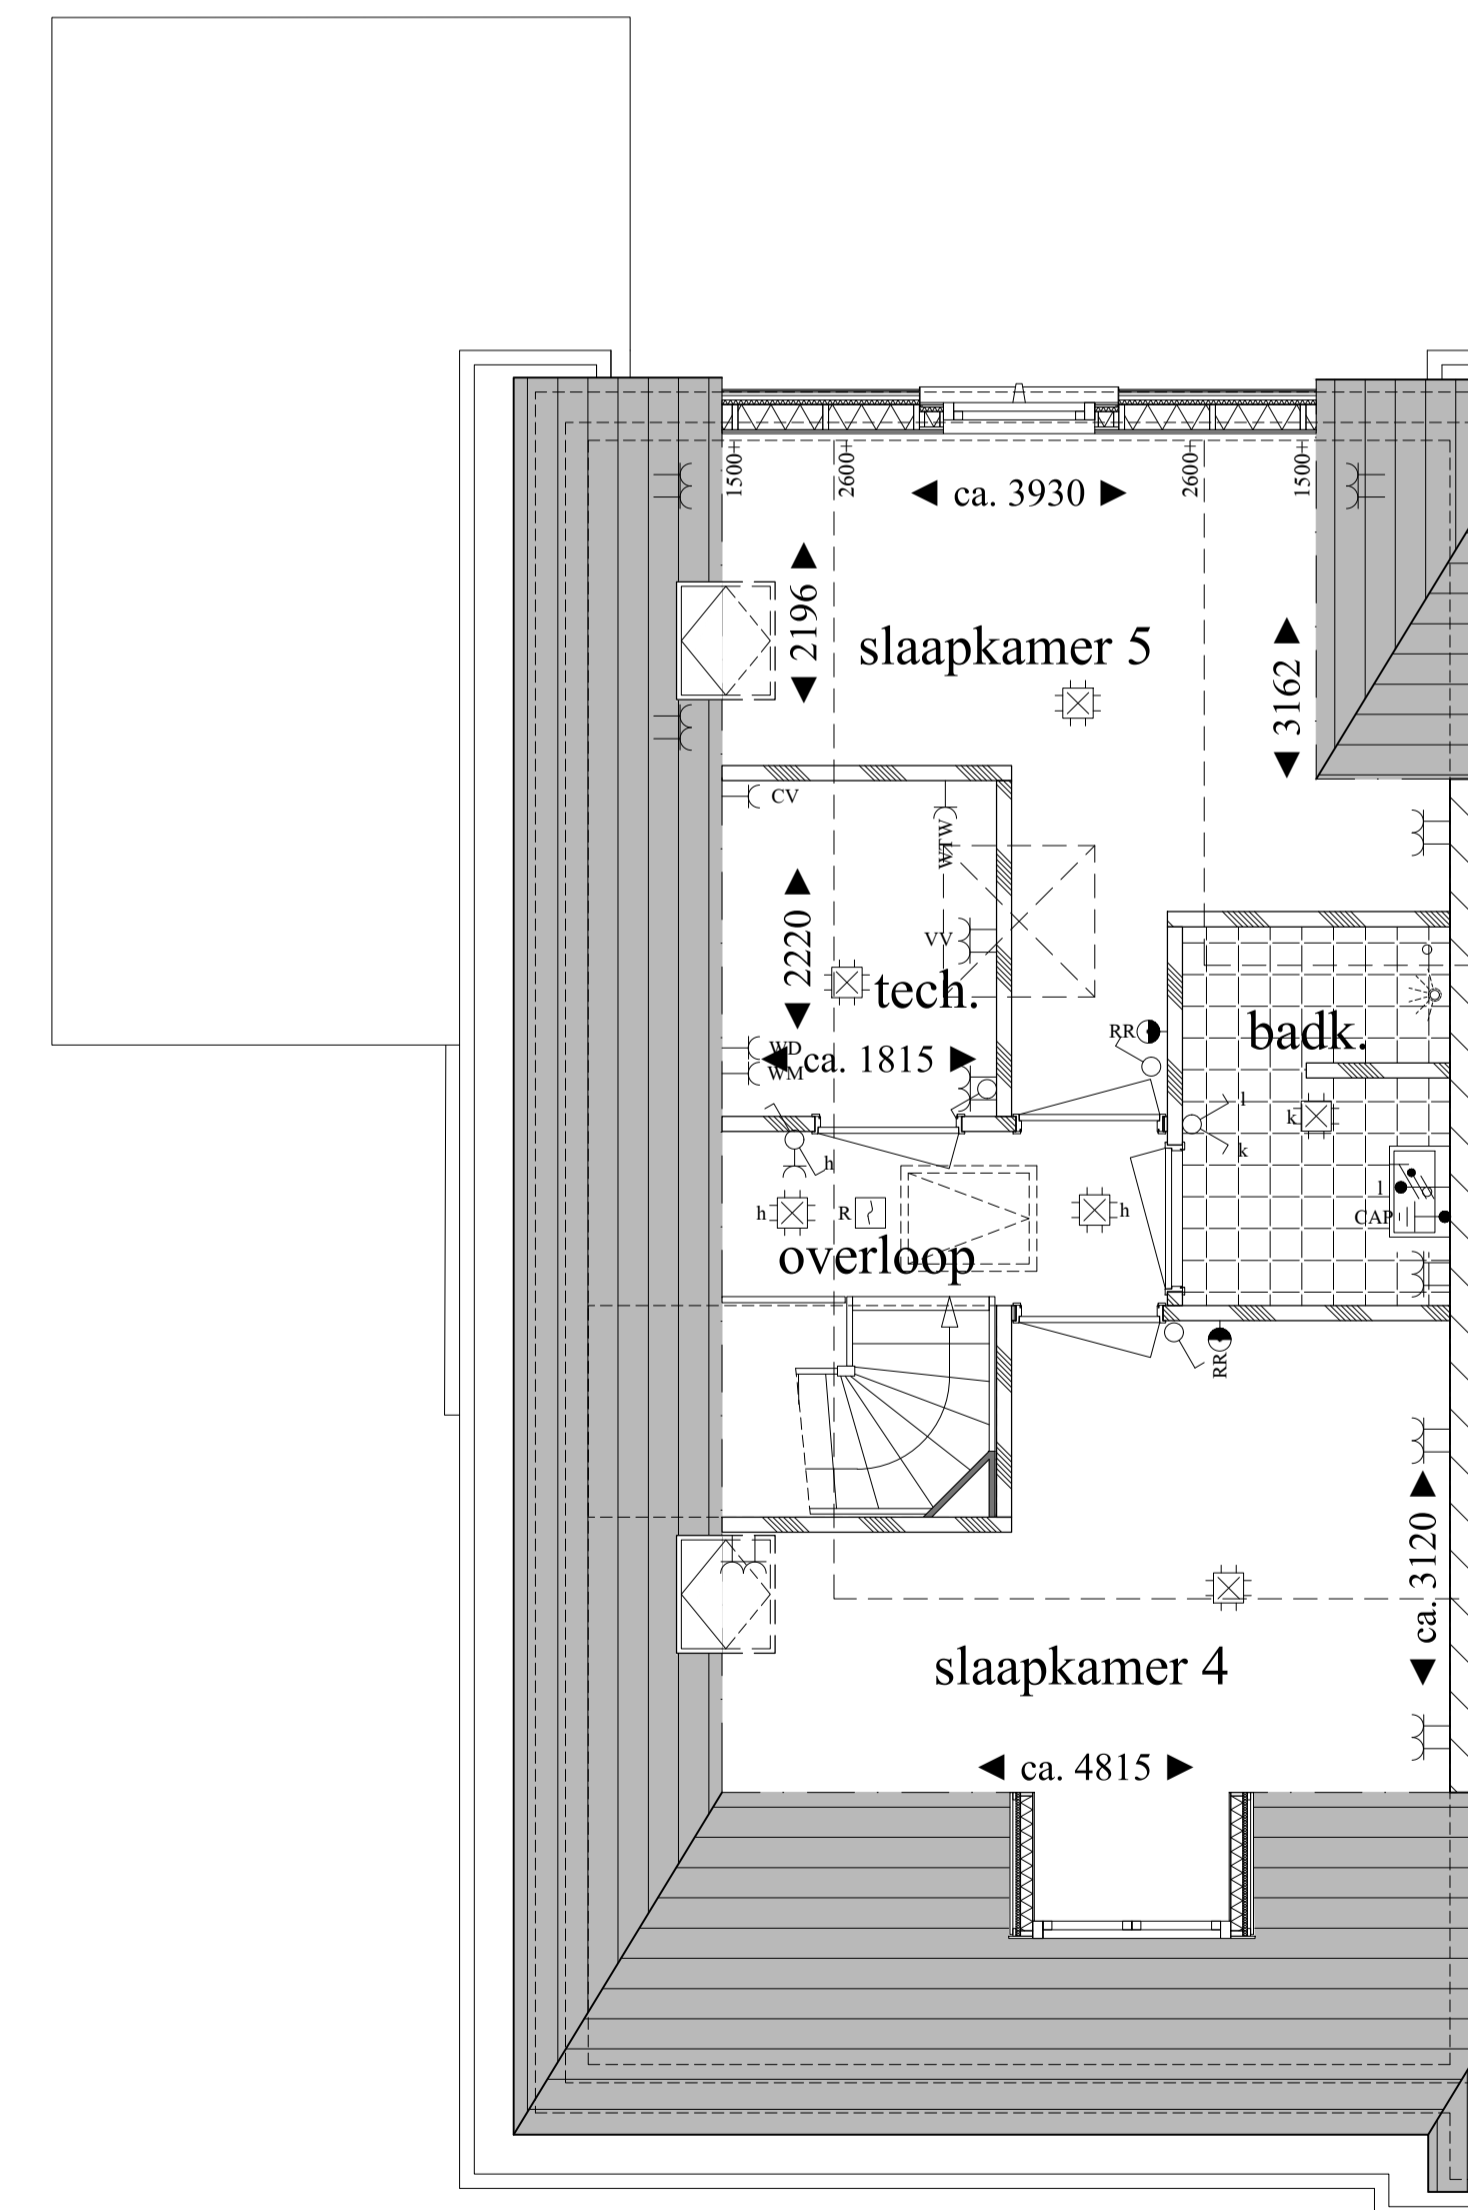 1500+
2600+
2600+
1500+
ca. 3930
2196
slaapkamer 5
3162
CV
WTW
2220
VV
tech.
RR
badk.
WD
ca. 1815
WM
l
k
k
h
l
h
R
h
CAP
overloop
RR
ca. 3120
slaapkamer 4
ca. 4815